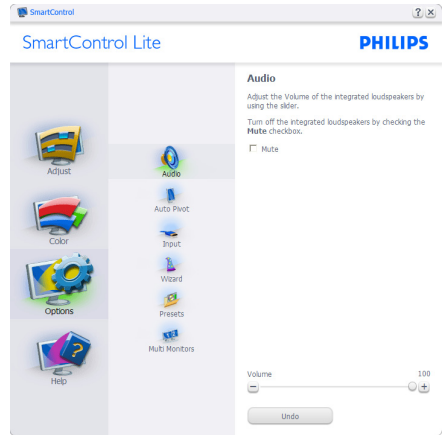 SmartControl
SmartControl Lite
PHILIPS
Adjust
Color
Options
Help
Audio
Auto Pivot
Input
Wizard
Presets
Multi Monitors
Audio
Adjust the Volume of the integrated loudspeakers by
using the slider.
Turn off the integrated loudspeakers by checking the
Mute checkbox.
Mute
Volume 100
Undo